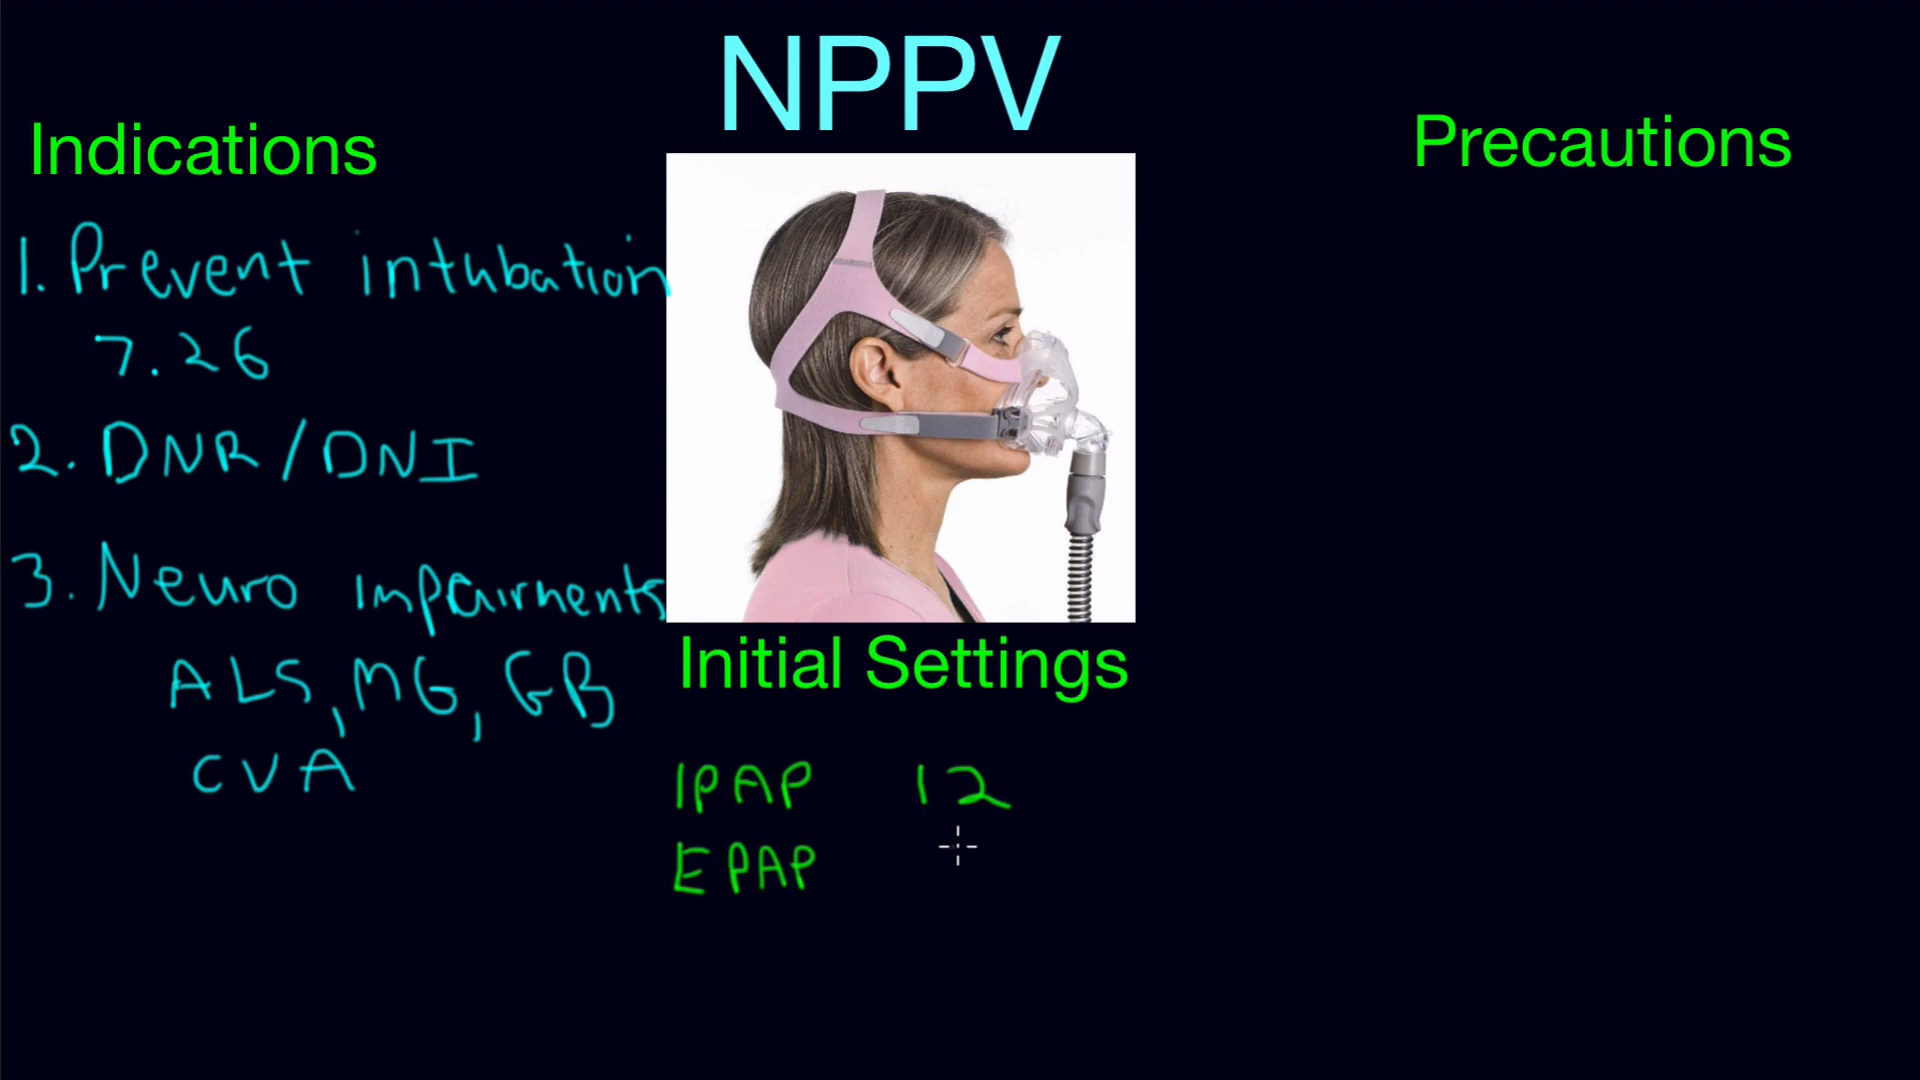 NPPV
Indications
1. Prevent intubation
7.26
2. DNR/DNI
3. Neuro impairments
ALS, MG, GB
CVA
Initial Settings
IPAP 12
EPAP
Precautions